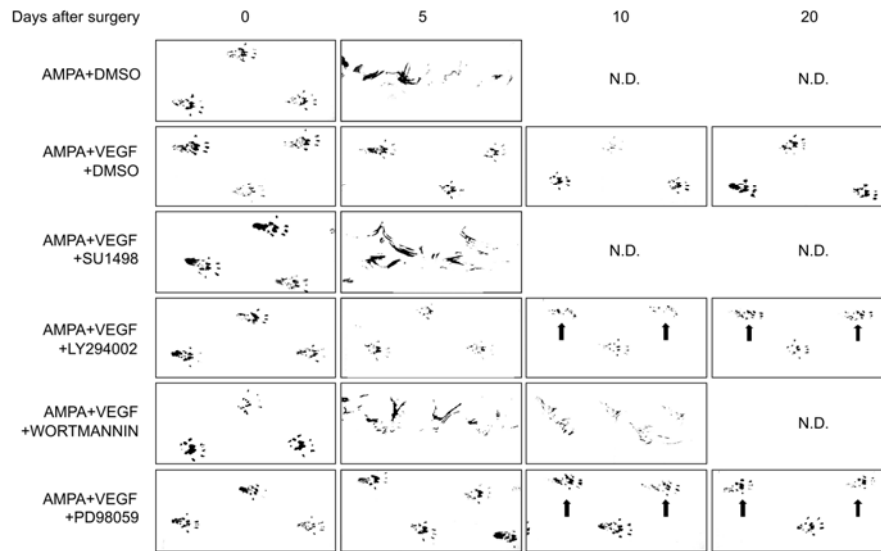 Days after surgery 0 5 10 20
AMPA+DMSO N.D. N.D.
AMPA+VEGF
+DMSO
AMPA+VEGF
+SU1498 N.D. N.D.
AMPA+VEGF
+LY294002
AMPA+VEGF
+WORTMANNIN N.D.
AMPA+VEGF
+PD98059